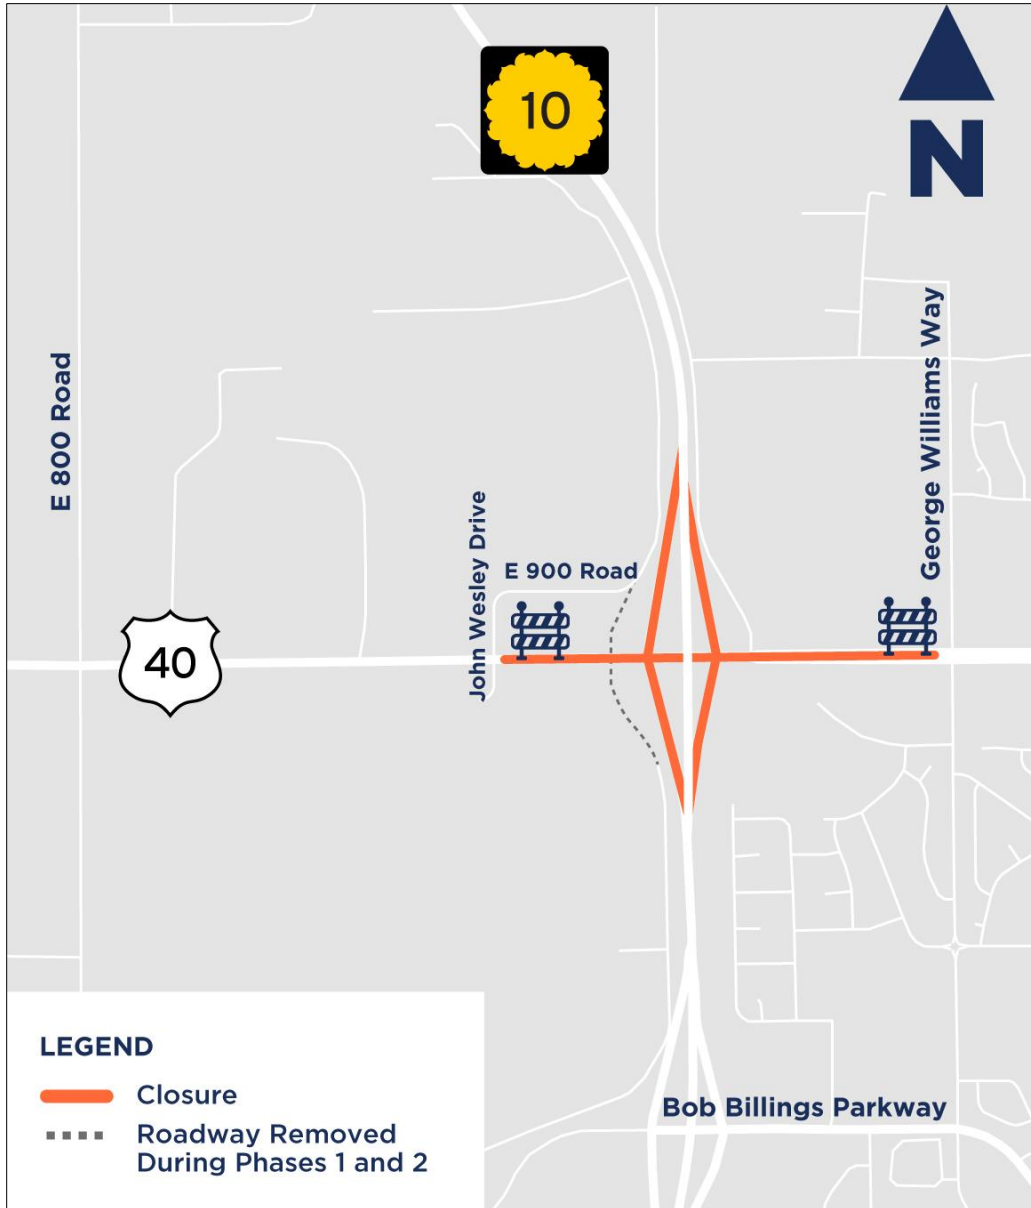 10
N
E 800 Road
George Williams Way
John Wesley Drive
E 900 Road
40
LEGEND
Closure
Roadway Removed
During Phases 1 and 2
Bob Billings Parkway